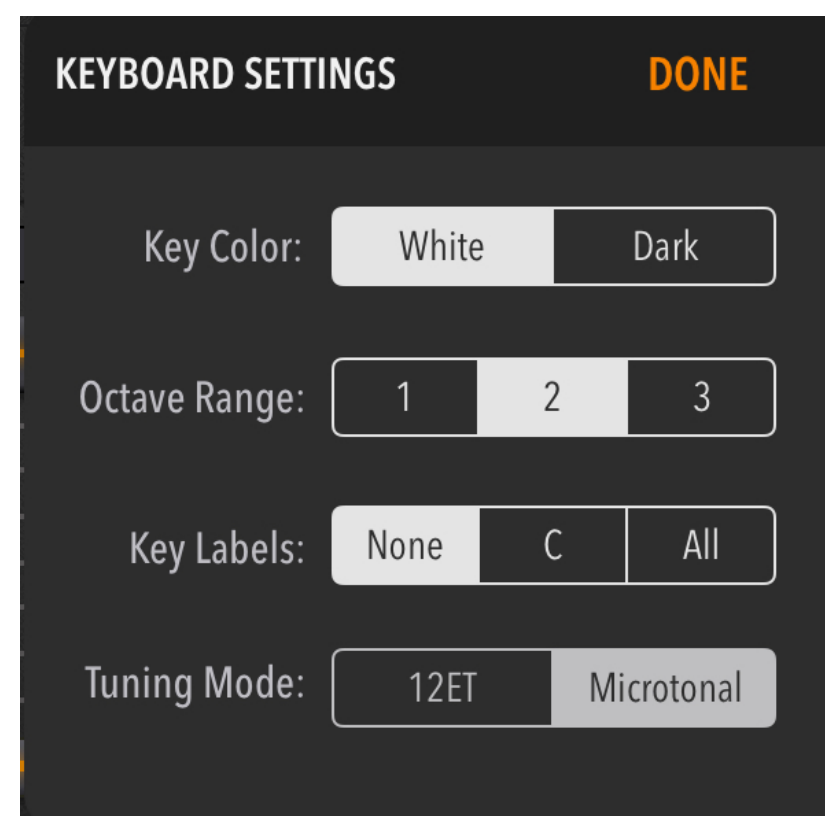 KEYBOARD SETTINGS DONE
Key Color: White Dark
Octave Range: 1 2 3
Key Labels: None C All
Tuning Mode: 12ET Microtonal